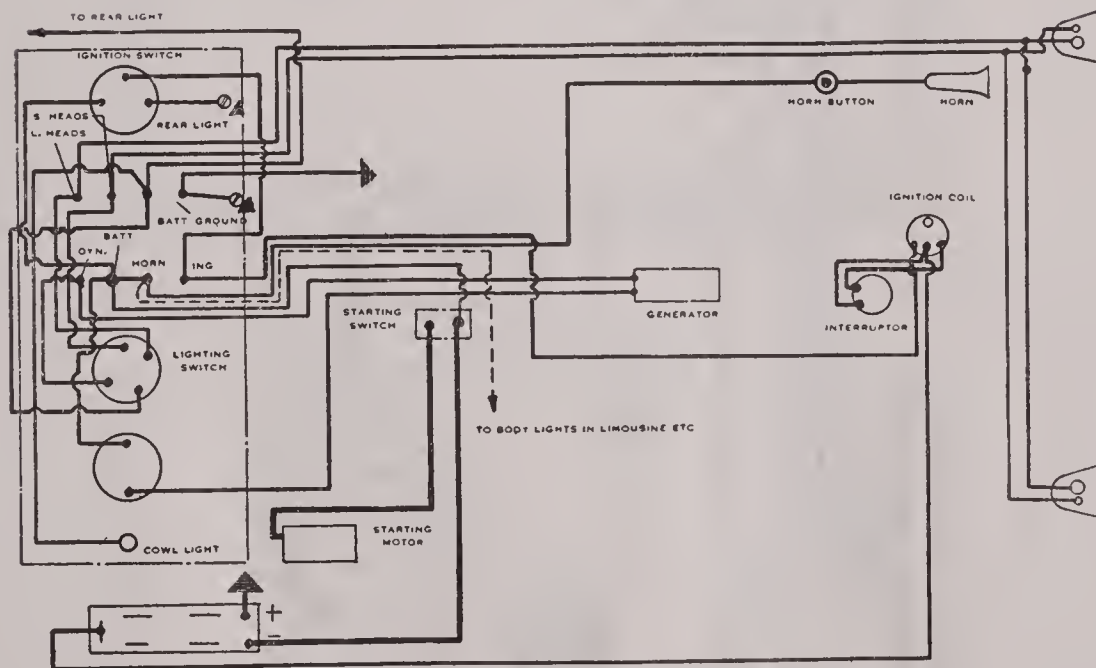 TO REAR LIGHT
IGNITION SWITCH
S. HEADS
L. HEADS
REAR LIGHT
HORN BUTTON
HORN
BATT GROUND
IGNITION COIL
BATT
DYN.
HORN
ING
GENERATOR
INTERRUPTOR
STARTING
SWITCH
LIGHTING
SWITCH
TO BODY LIGHTS IN LIMOUSINE ETC
STARTING
MOTOR
COWL LIGHT
+
−